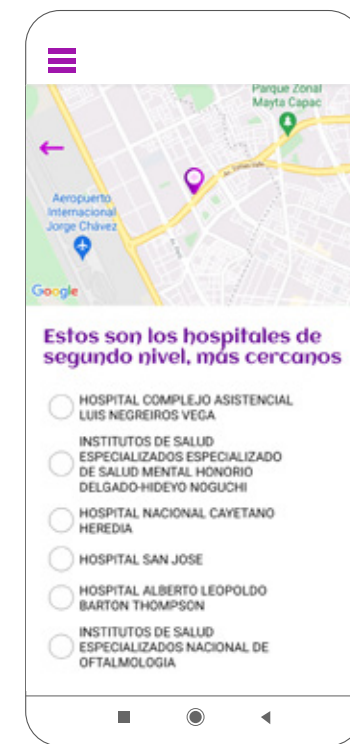 Parque Zonal
Mayta Capac
Aeropuerto
Internacional
Jorge Chávez
Google
Estos son los hospitales de
segundo nivel, más cercanos
HOSPITAL COMPLEJO ASISTENCIAL
LUIS NEGREIROS VEGA
INSTITUTOS DE SALUD
ESPECIALIZADOS ESPECIALIZADO
DE SALUD MENTAL HONORIO
DELGADO-HIDEYO NOGUCHI
HOSPITAL NACIONAL CAYETANO
HEREDIA
HOSPITAL SAN JOSE
HOSPITAL ALBERTO LEOPOLDO
BARTON THOMPSON
INSTITUTOS DE SALUD
ESPECIALIZADOS NACIONAL DE
OFTALMOLOGIA